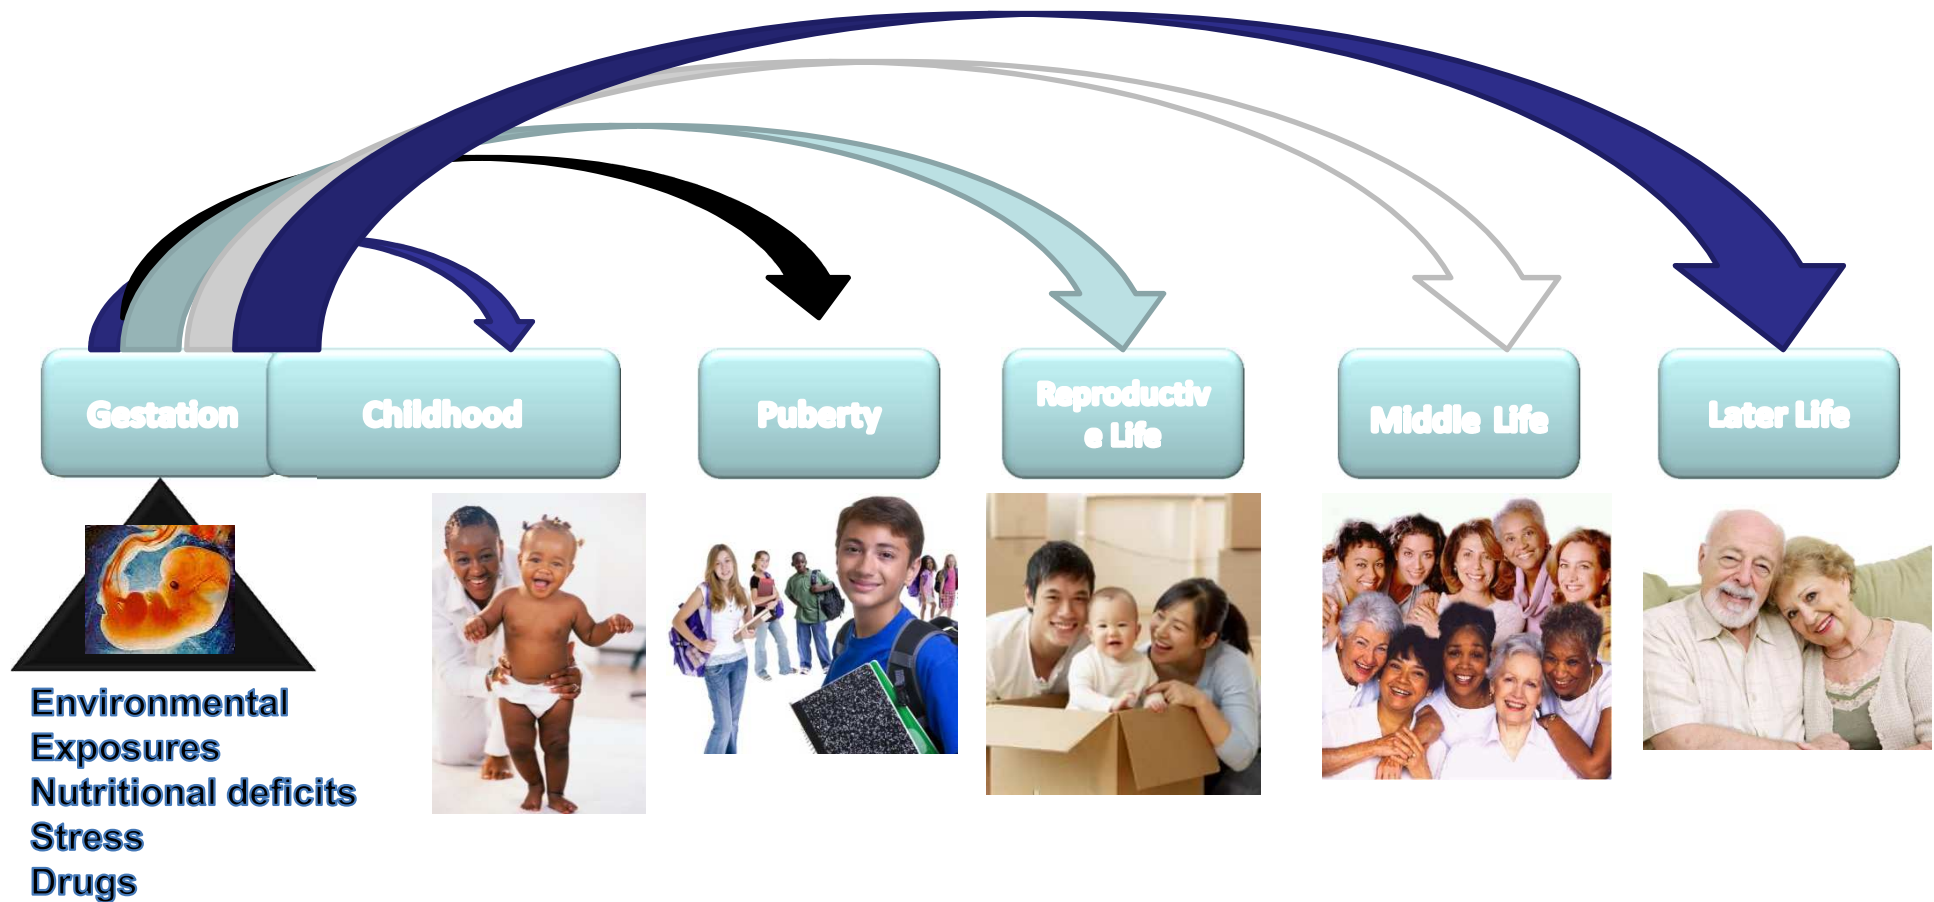 Gestation
Childhood
Puberty
Reproductiv
e Life
Middle Life
Later Life
Environmental
Exposures
Nutritional deficits
Stress
Drugs